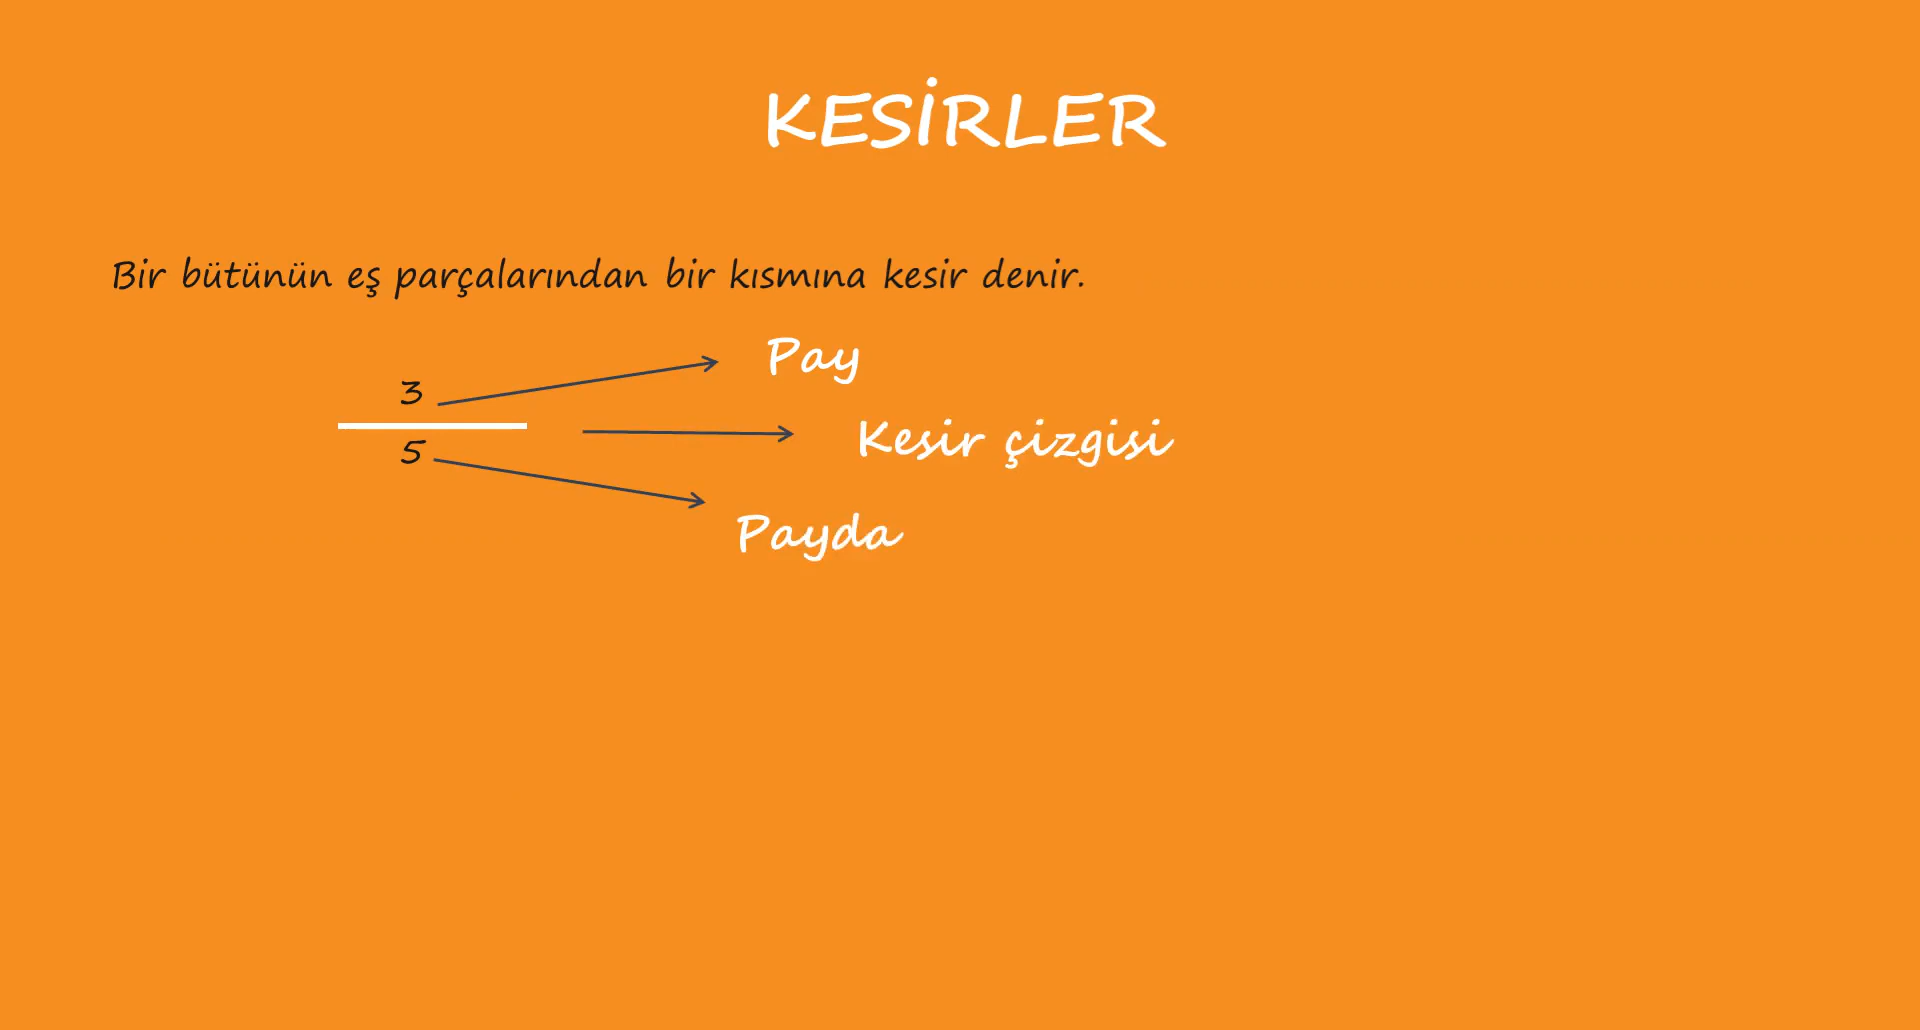 KESİRLER
Bir bütünün eş parçalarından bir kısmına kesir denir.
Pay
3
Kesir çizgisi
5
Payda